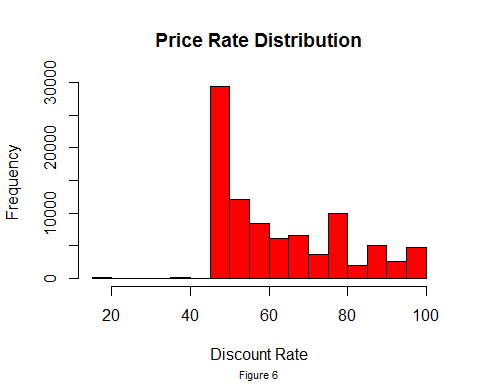 Price Rate Distribution
30000
20000
10000
0
Frequency
20 40 60 80 100
Discount Rate
Figure 6